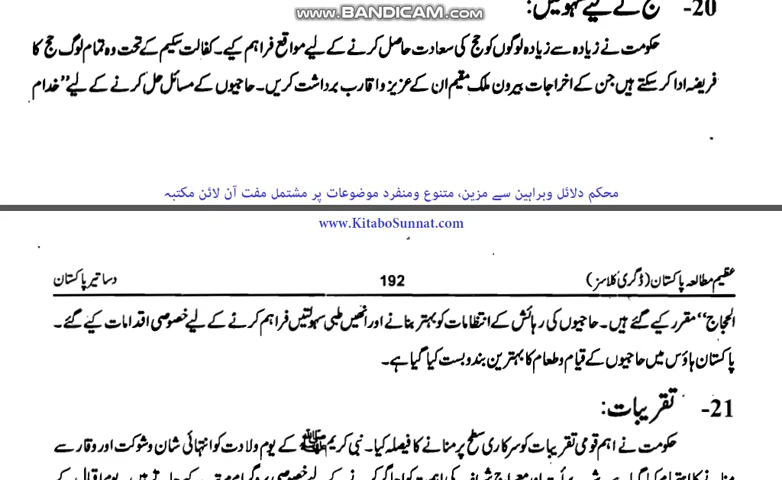 www.BANDICAM.com
20- حج کے لیے سہولتیں:
حکومت نے زیادہ سے زیادہ لوگوں کو حج کی سعادت حاصل کرنے کے لیے مواقع فراہم کیے۔ کفالت سکیم کے تحت وہ تمام لوگ حج کا
فریضہ ادا کر سکتے ہیں جن کے اخراجات بیرون ملک مقیم ان کے عزیز و اقارب برداشت کریں۔ حاجیوں کے مسائل حل کرنے کے لیے ’’خدام
محکم دلائل وبراہین سے مزین، متنوع ومنفرد موضوعات پر مشتمل مفت آن لائن مکتبہ
www.KitaboSunnat.com
عظیم مطالعہ پاکستان (ڈگری کلاسز) 192 دساتیر پاکستان
الحجاج‘‘ مقرر کیے گئے ہیں۔ حاجیوں کی رہائش کے انتظامات کو بہتر بنانے اور انھیں طبی سہولتیں فراہم کرنے کے لیے خصوصی اقدامات کیے گئے۔
پاکستان ہاؤس میں حاجیوں کے قیام و طعام کا بہترین بندوبست کیا گیا ہے۔
21- تقریبات:
حکومت نے اہم قومی تقریبات کو سرکاری سطح پر منانے کا فیصلہ کیا۔ نبی کریم ﷺ کے یوم ولادت کو انتہائی شان و شوکت اور وقار سے